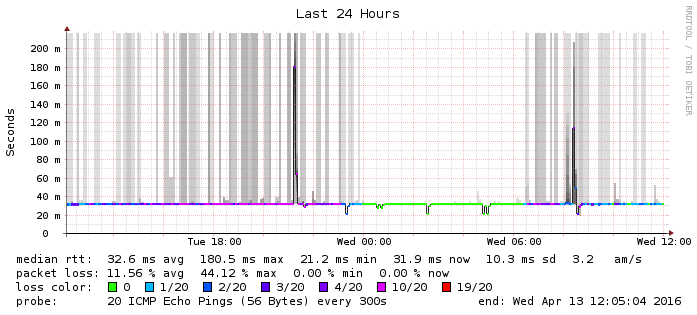 Last 24 Hours
RRDTOOL / TOBI OETIKER
Seconds
200 m
180 m
160 m
140 m
120 m
100 m
80 m
60 m
40 m
20 m
0
Tue 18:00 Wed 00:00 Wed 06:00 Wed 12:00
median rtt: 32.6 ms avg 180.5 ms max 21.2 ms min 31.9 ms now 10.3 ms sd 3.2 am/s
packet loss: 11.56 % avg 44.12 % max 0.00 % min 0.00 % now
loss color: 0 1/20 2/20 3/20 4/20 10/20 19/20
probe: 20 ICMP Echo Pings (56 Bytes) every 300s end: Wed Apr 13 12:05:04 2016